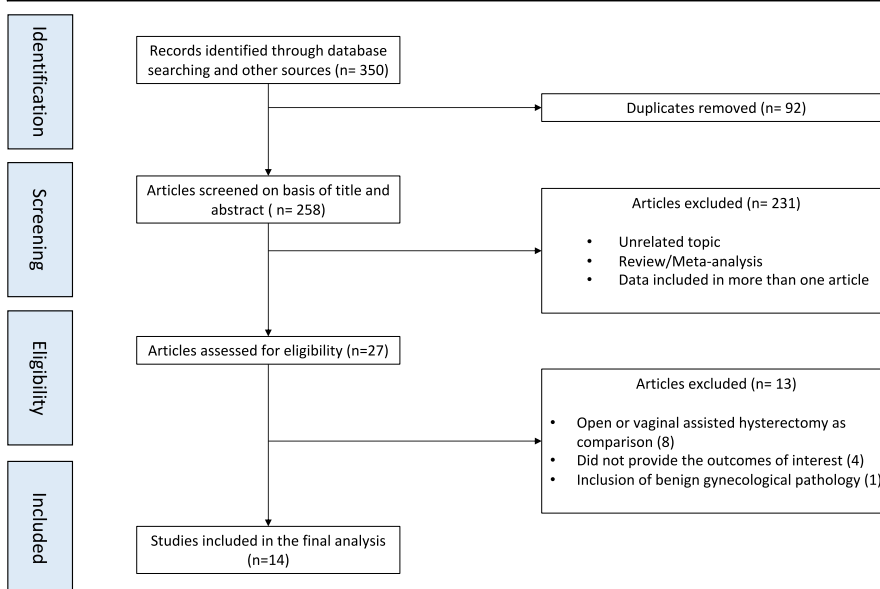 Identification
Records identified through database
searching and other sources (n= 350)
Duplicates removed (n= 92)
Screening
Articles screened on basis of title and
abstract ( n= 258)
Articles excluded (n= 231)
• Unrelated topic
• Review/Meta-analysis
• Data included in more than one article
Eligibility
Articles assessed for eligibility (n=27)
Articles excluded (n= 13)
• Open or vaginal assisted hysterectomy as
comparison (8)
• Did not provide the outcomes of interest (4)
• Inclusion of benign gynecological pathology (1)
Included
Studies included in the final analysis
(n=14)